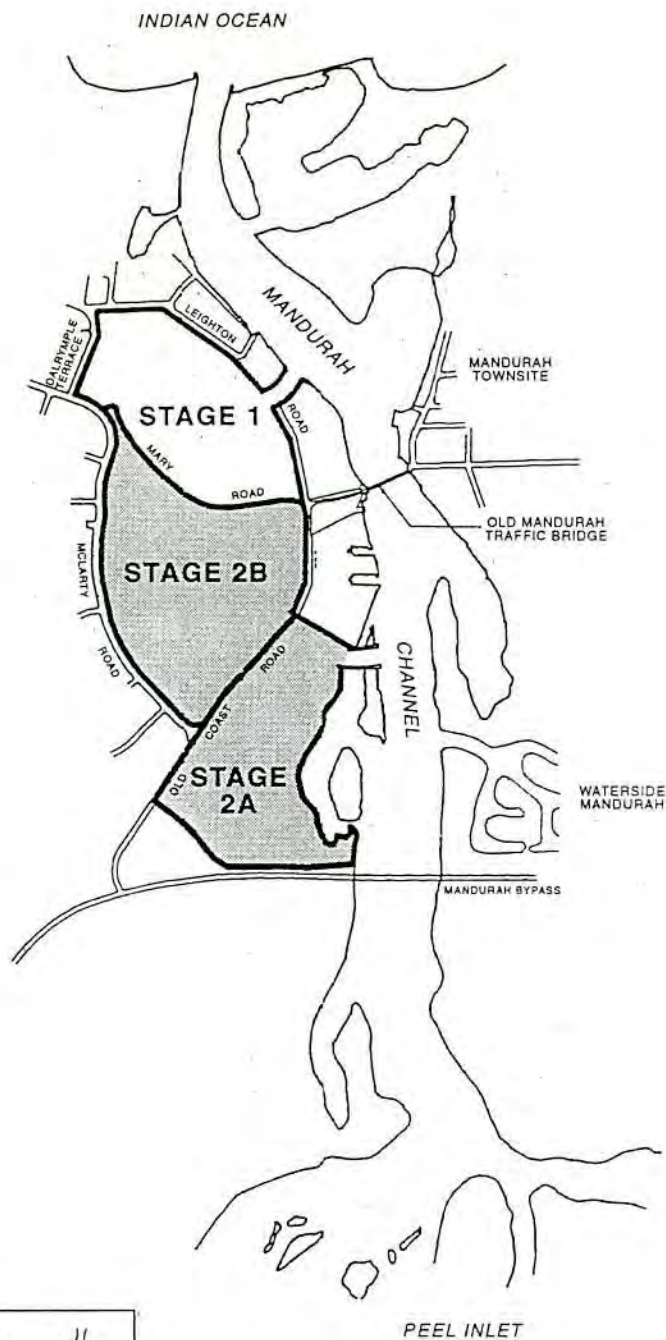 INDIAN OCEAN
MANDURAH
LEIGHTON
DALRYMPLE
TERRACE
MANDURAH
TOWNSITE
STAGE 1
ROAD
MARY
ROAD
OLD MANDURAH
TRAFFIC BRIDGE
STAGE 2B
MCLARTY
ROAD
CHANNEL
ROAD
COAST
OLD
STAGE
2A
WATERSIDE
MANDURAH
MANDURAH BYPASS
PEEL INLET